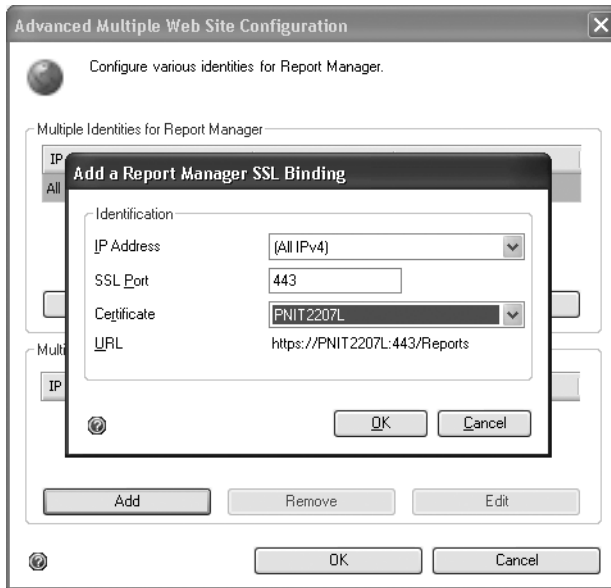 Advanced Multiple Web Site Configuration
Configure various identities for Report Manager.
Multiple Identities for Report Manager
IP
All
Add a Report Manager SSL Binding
Identification
IP Address (All IPv4)
SSL Port 443
Certificate PNIT2207L
URL https://PNIT2207L:443/Reports
OK Cancel
Multi
IP
Add Remove Edit
OK Cancel